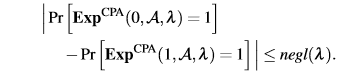 | Pr [ Exp^CPA(0, 𝒜, λ) = 1 ]
− Pr [ Exp^CPA(1, 𝒜, λ) = 1 ] | ≤ negl(λ).